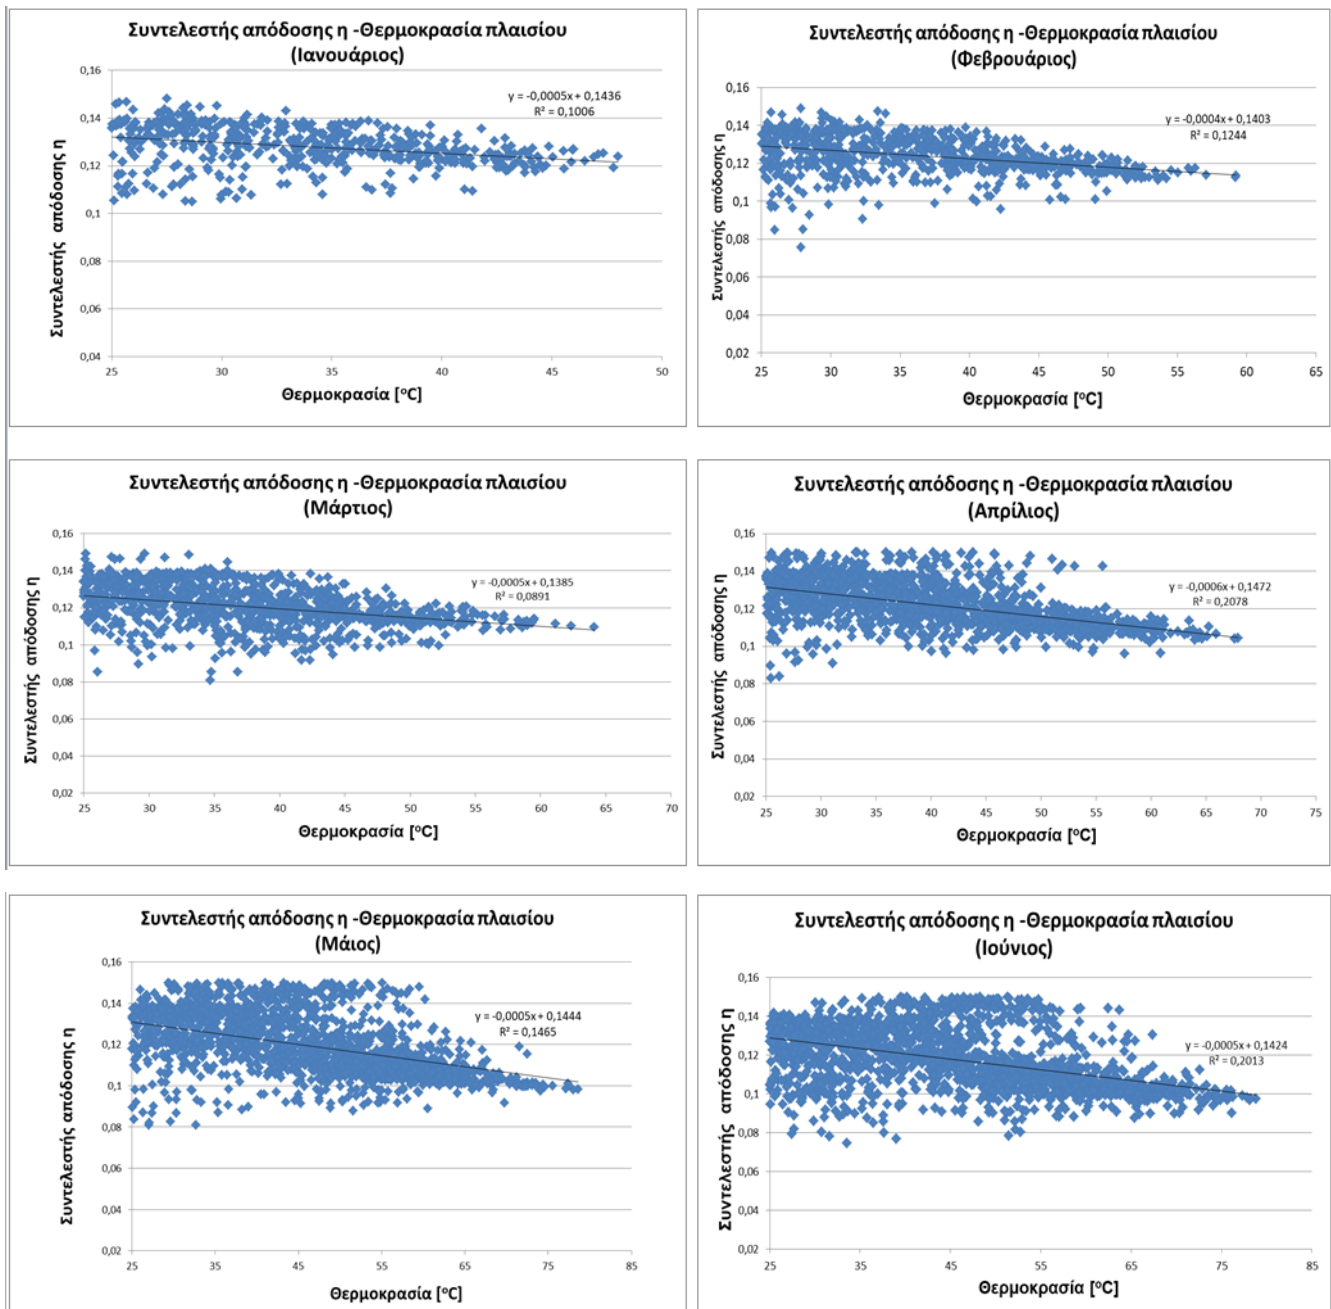 Συντελεστής απόδοσης η -Θερμοκρασία πλαισίου
(Ιανουάριος)
y = -0,0005x + 0,1436
R² = 0,1006
Συντελεστής απόδοσης η
0,16
0,14
0,12
0,1
0,08
0,06
0,04
25 30 35 40 45 50
Θερμοκρασία [°C]
Συντελεστής απόδοσης η -Θερμοκρασία πλαισίου
(Φεβρουάριος)
y = -0,0004x + 0,1403
R² = 0,1244
Συντελεστής απόδοσης η
0,16
0,14
0,12
0,1
0,08
0,06
0,04
0,02
25 30 35 40 45 50 55 60 65
Θερμοκρασία [°C]
Συντελεστής απόδοσης η -Θερμοκρασία πλαισίου
(Μάρτιος)
y = -0,0005x + 0,1385
R² = 0,0891
Συντελεστής απόδοσης η
0,16
0,14
0,12
0,1
0,08
0,06
0,04
0,02
25 30 35 40 45 50 55 60 65 70
Θερμοκρασία [°C]
Συντελεστής απόδοσης η -Θερμοκρασία πλαισίου
(Απρίλιος)
y = -0,0006x + 0,1472
R² = 0,2078
Συντελεστής απόδοσης η
0,16
0,14
0,12
0,1
0,08
0,06
0,04
0,02
25 30 35 40 45 50 55 60 65 70 75
Θερμοκρασία [°C]
Συντελεστής απόδοσης η -Θερμοκρασία πλαισίου
(Μάιος)
y = -0,0005x + 0,1444
R² = 0,1465
Συντελεστής απόδοσης η
0,16
0,14
0,12
0,1
0,08
0,06
0,04
0,02
25 35 45 55 65 75 85
Θερμοκρασία [°C]
Συντελεστής απόδοσης η -Θερμοκρασία πλαισίου
(Ιούνιος)
y = -0,0005x + 0,1424
R² = 0,2013
Συντελεστής απόδοσης η
0,16
0,14
0,12
0,1
0,08
0,06
0,04
0,02
25 35 45 55 65 75 85
Θερμοκρασία [°C]